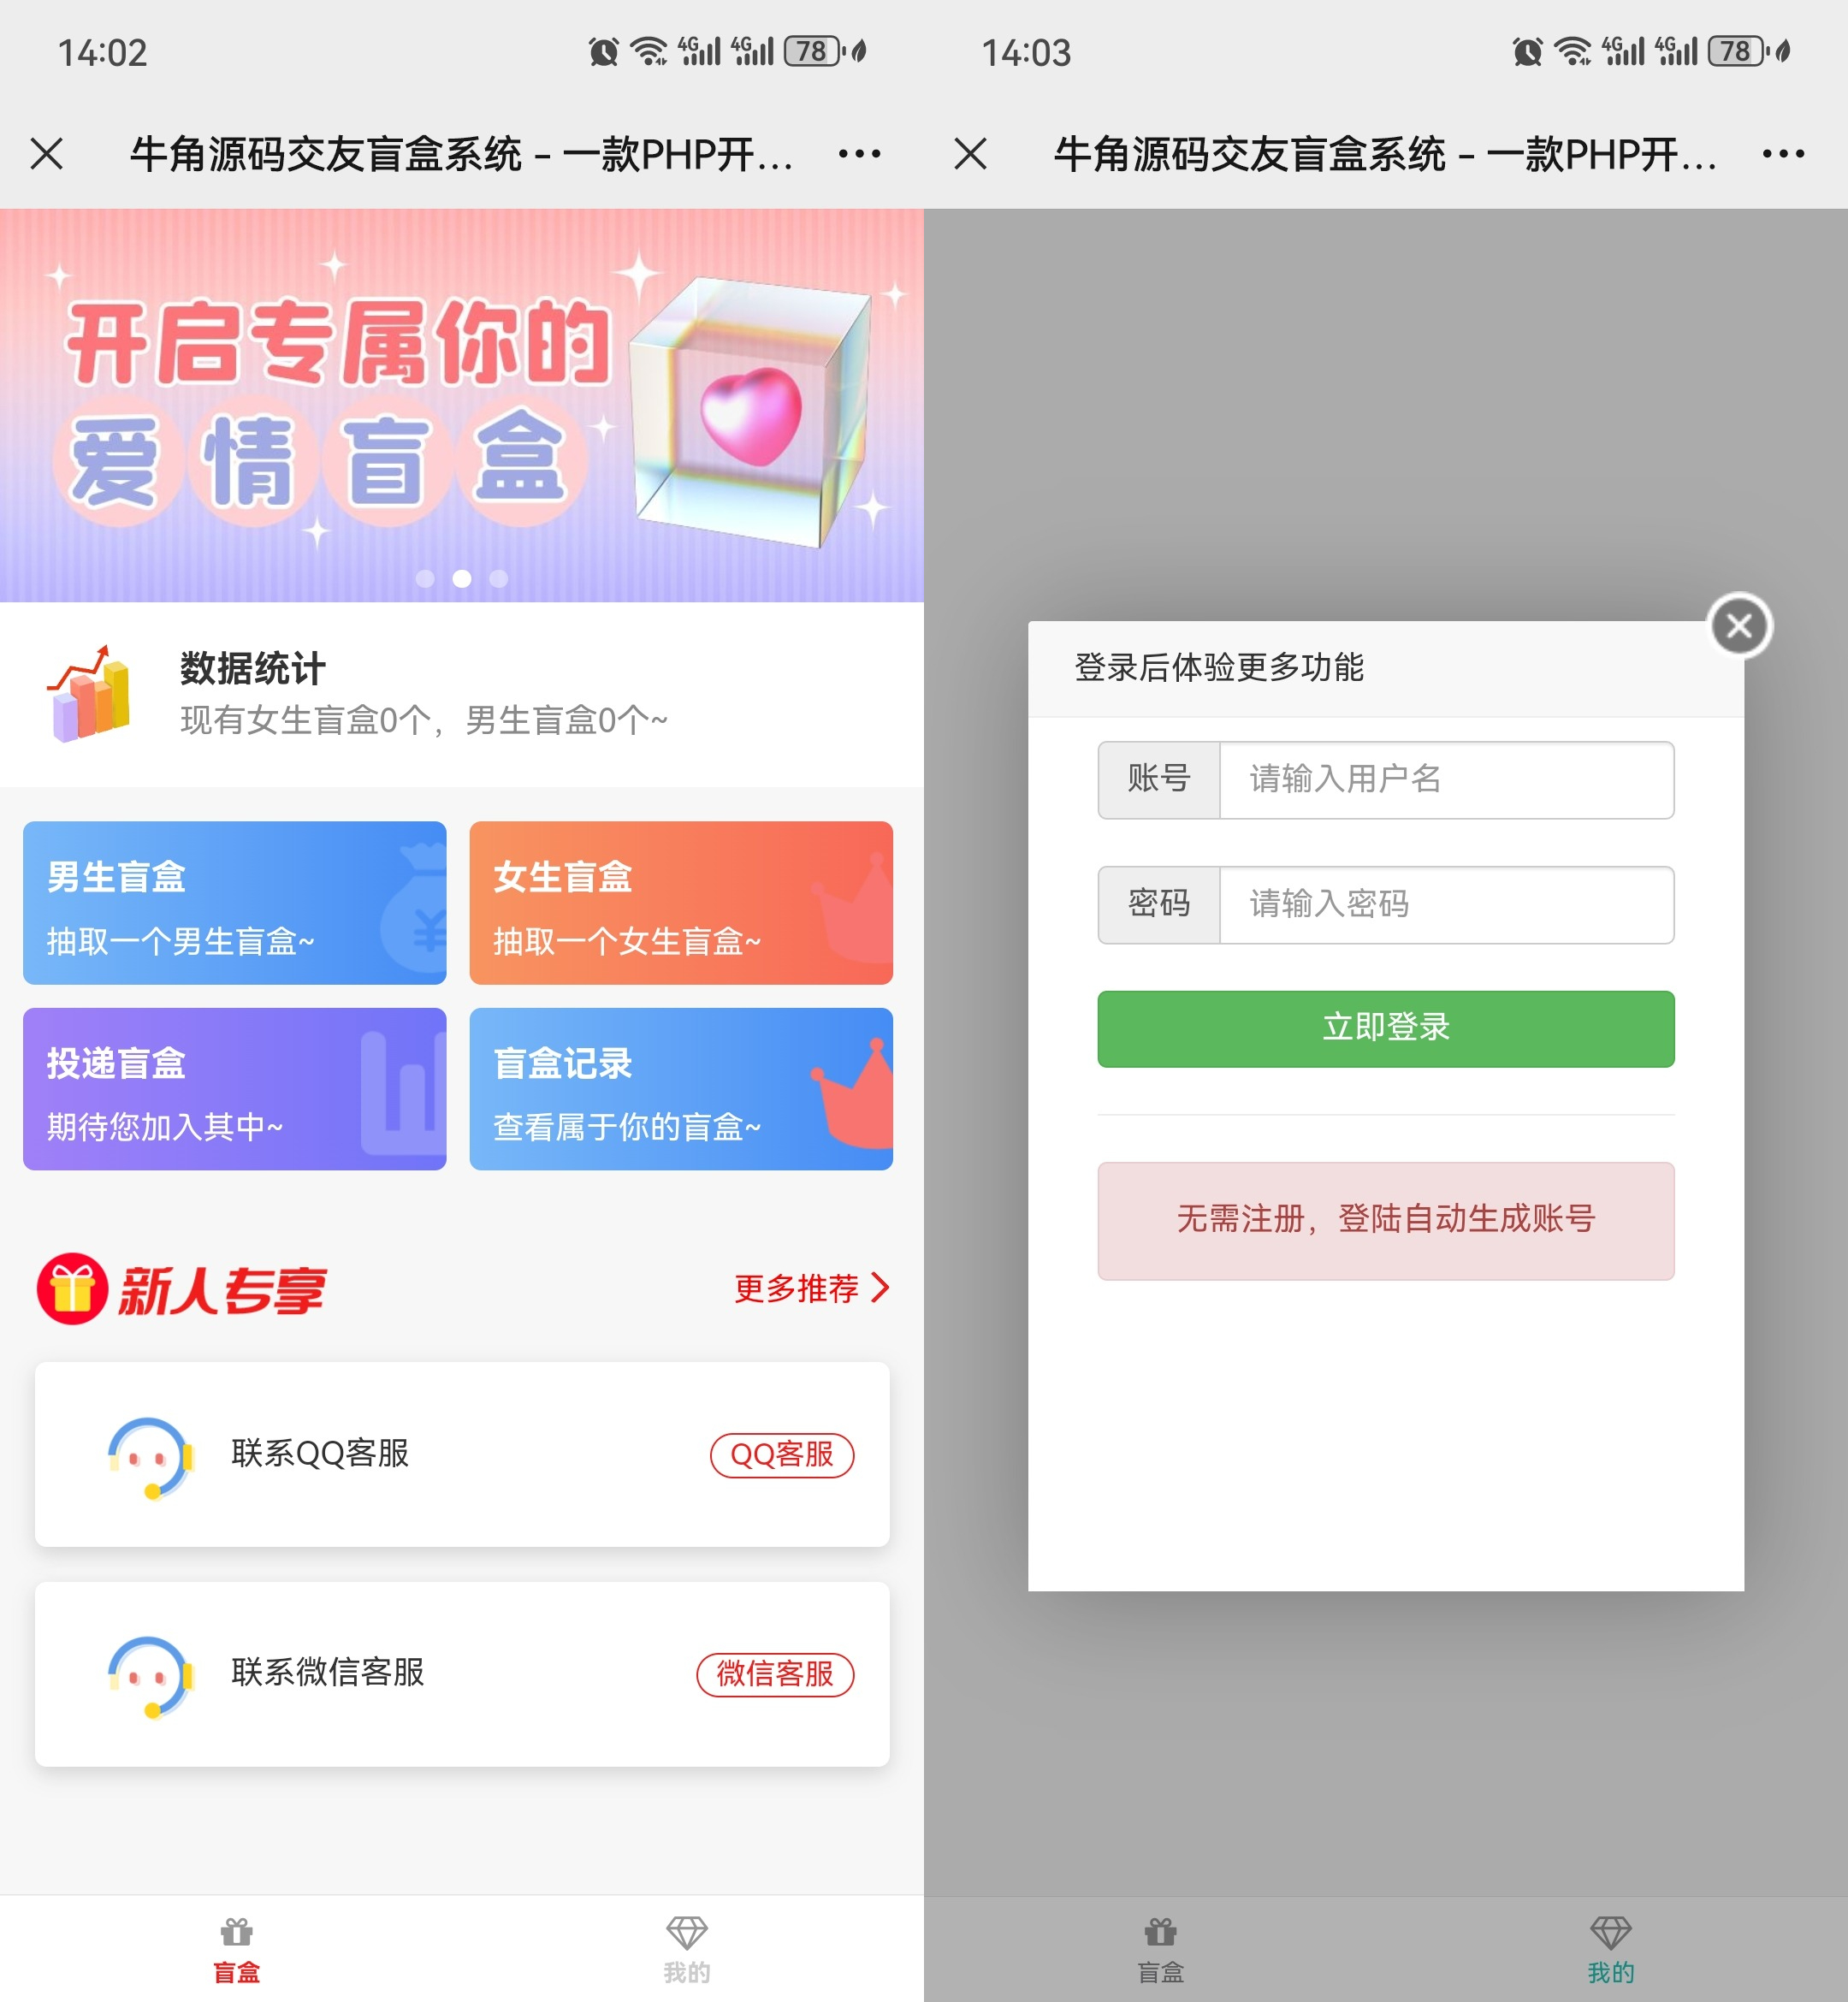 14:02
4G 4G 78
牛角源码交友盲盒系统 – 一款PHP开...
开启专属你的
爱情盲盒
数据统计
现有女生盲盒0个，男生盲盒0个~
男生盲盒
抽取一个男生盲盒~
女生盲盒
抽取一个女生盲盒~
投递盲盒
期待您加入其中~
盲盒记录
查看属于你的盲盒~
新人专享
更多推荐
联系QQ客服
QQ客服
联系微信客服
微信客服
盲盒
我的
14:03
4G 4G 78
牛角源码交友盲盒系统 – 一款PHP开...
登录后体验更多功能
账号
请输入用户名
密码
请输入密码
立即登录
无需注册，登陆自动生成账号
盲盒
我的